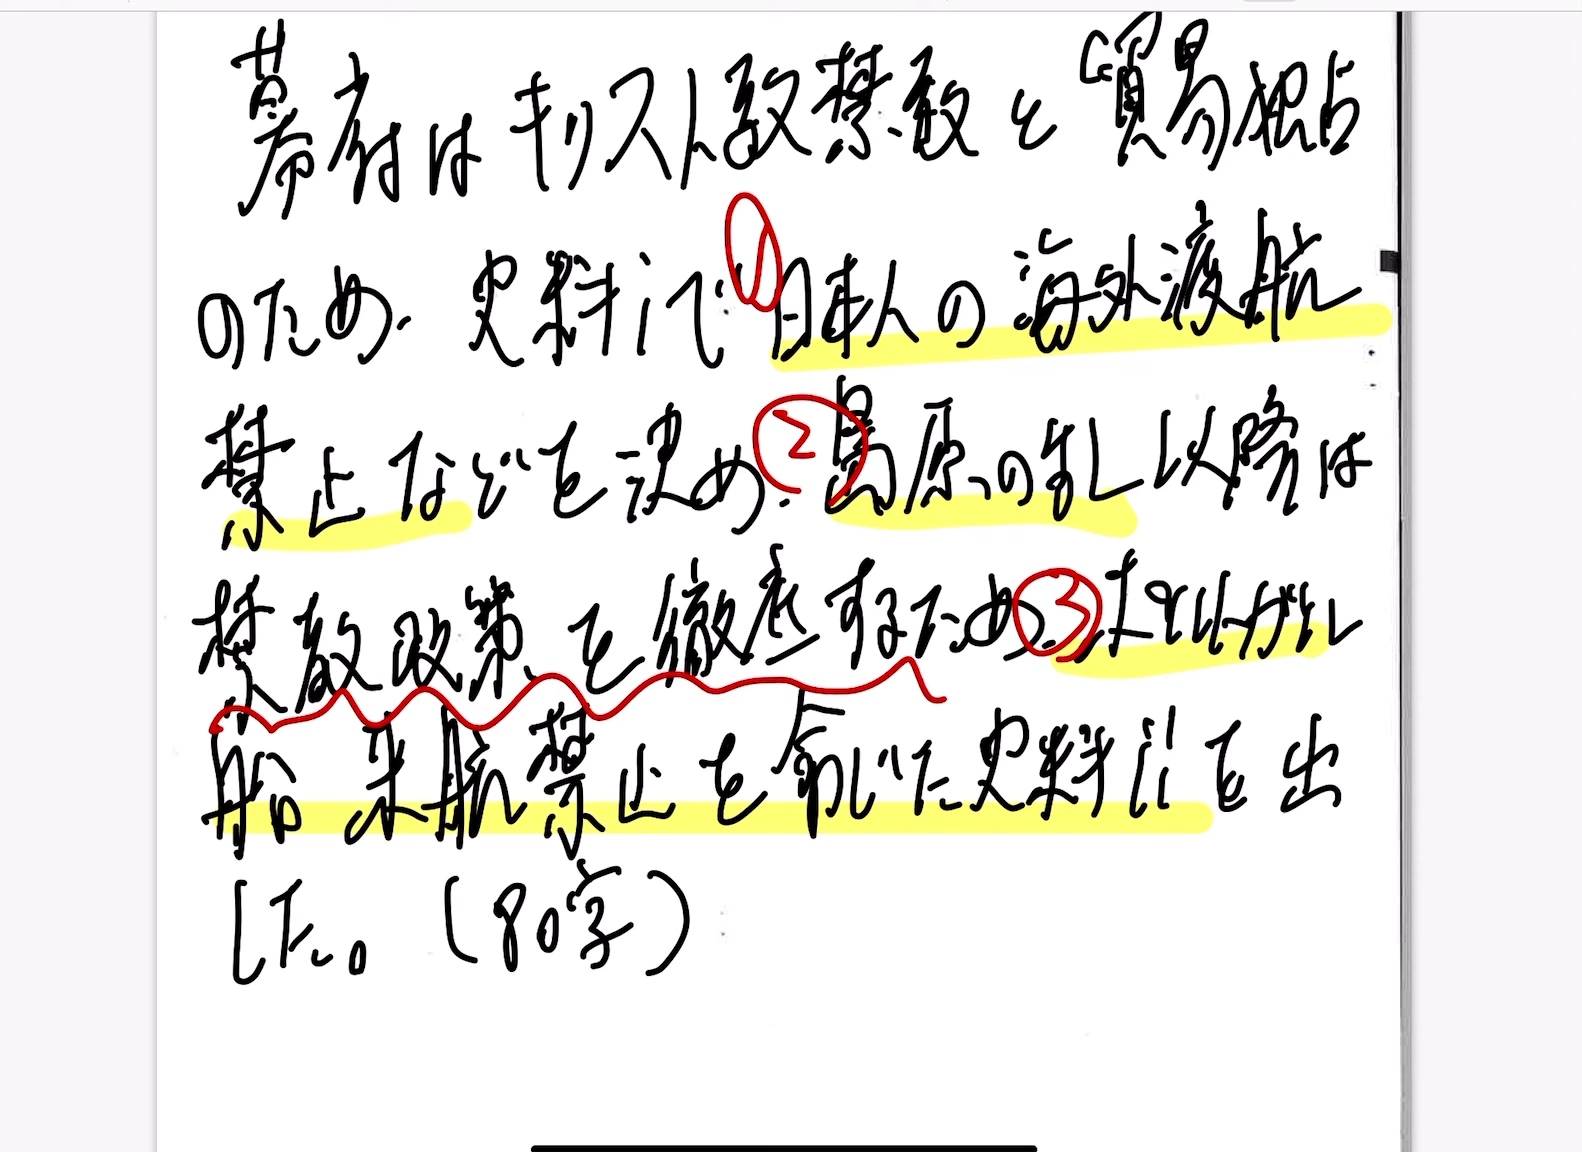 幕府はキリスト教禁教と貿易独占
のため、史料ⅰで①日本人の海外渡航
禁止などを決め、②島原の乱以降は
禁教政策を徹底するため、③ポルトガル
船来航禁止を命じた史料ⅱを出
した。(80字)